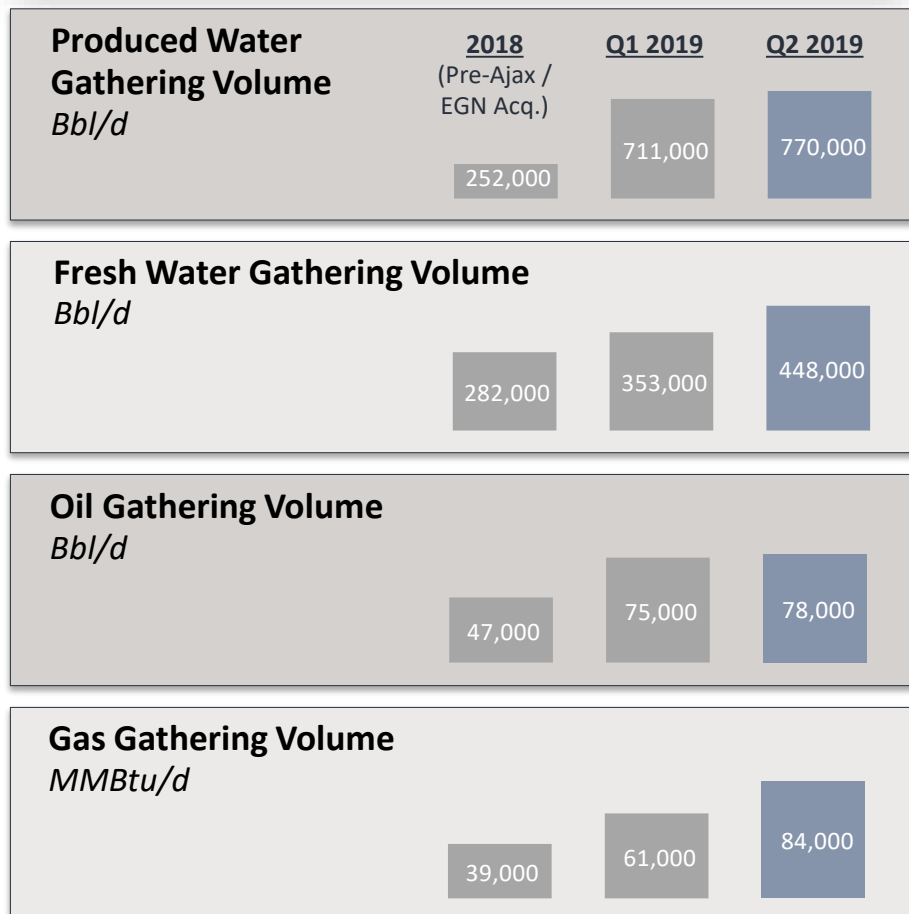 Produced Water
Gathering Volume
Bbl/d
2018
(Pre-Ajax /
EGN Acq.)
Q1 2019
Q2 2019
252,000
711,000
770,000
Fresh Water Gathering Volume
Bbl/d
282,000
353,000
448,000
Oil Gathering Volume
Bbl/d
47,000
75,000
78,000
Gas Gathering Volume
MMBtu/d
39,000
61,000
84,000